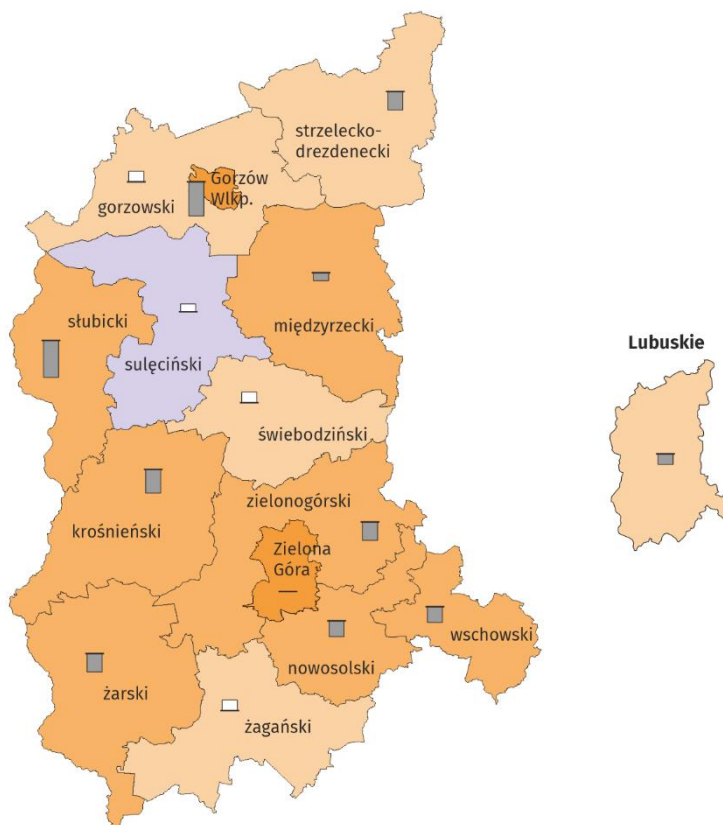 strzelecko-
drezdenecki
Gorzów
Wlkp.
gorzowski
słubicki
międzyrzecki
sulęciński
Lubuskie
świebodziński
zielonogórski
krośnieński
Zielona
Góra
wschowski
nowosolski
żarski
żagański